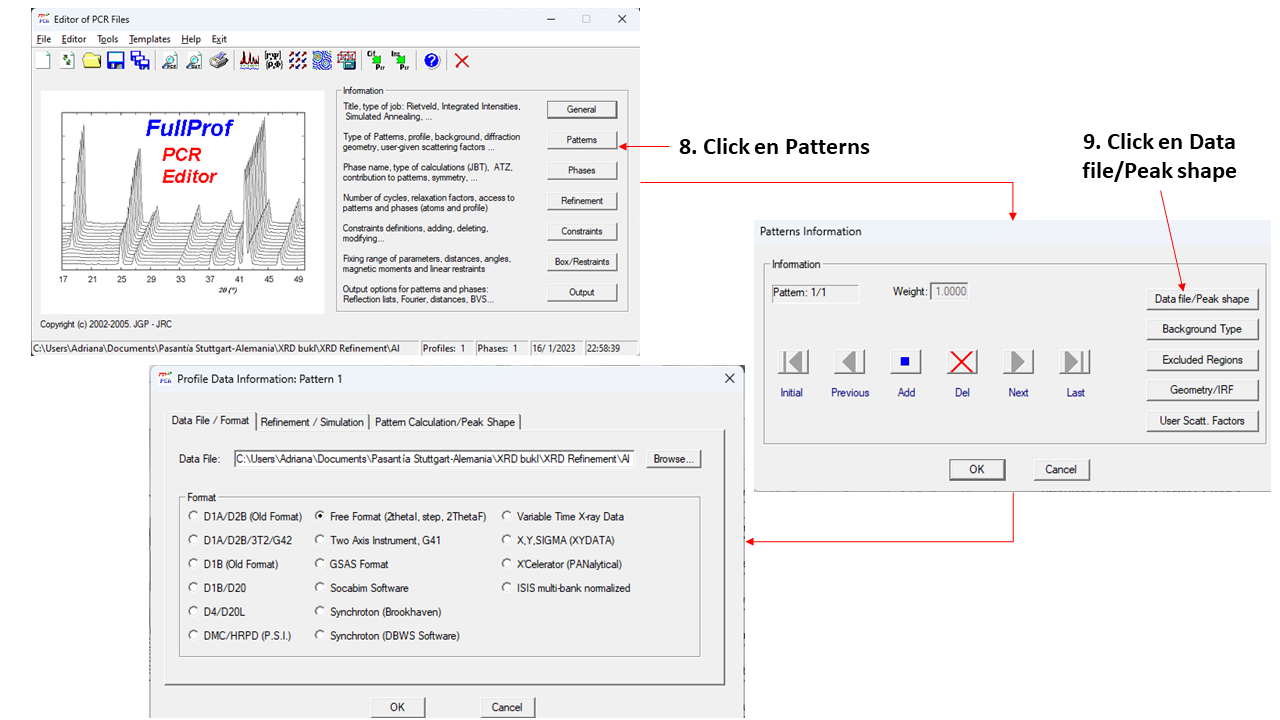 Editor of PCR Files
File Editor Tools Templates Help Exit
FullProf
PCR
Editor
17 21 25 29 33 37 41 45 49
2θ (°)
Copyright (c) 2002-2005. JGP - JRC
Information
Title, type of job: Rietveld, Integrated Intensities,
Simulated Annealing, ...
General
Type of Patterns, profile, background, diffraction
geometry, user-given scattering factors ...
Patterns
Phase name, type of calculations (JBT), ATZ,
contribution to patterns, symmetry, ...
Phases
Number of cycles, relaxation factors, access to
patterns and phases (atoms and profile)
Refinement
Constraints definitions, adding, deleting,
modifying...
Constraints
Fixing range of parameters, distances, angles,
magnetic moments and linear restraints
Box/Restraints
Output options for patterns and phases:
Reflection lists, Fourier, distances, BVS...
Output
C:\Users\Adriana\Documents\Pasantía Stuttgart-Alemania\XRD bukl\XRD Refinement\Al
Profiles: 1
Phases: 1
16/ 1/2023
22:58:39
8. Click en Patterns
9. Click en Data
file/Peak shape
Patterns Information
Information
Pattern: 1/1
Weight: 1.0000
Data file/Peak shape
Background Type
Excluded Regions
Geometry/IRF
User Scatt. Factors
Initial Previous Add Del Next Last
OK Cancel
Profile Data Information: Pattern 1
Data File / Format Refinement / Simulation Pattern Calculation/Peak Shape
Data File: C:\Users\Adriana\Documents\Pasantía Stuttgart-Alemania\XRD bukl\XRD Refinement\Al Browse...
Format
D1A/D2B (Old Format) Free Format (2thetaI, step, 2ThetaF) Variable Time X-ray Data
D1A/D2B/3T2/G42 Two Axis Instrument, G41 X,Y,SIGMA (XYDATA)
D1B (Old Format) GSAS Format X'Celerator (PANalytical)
D1B/D20 Socabim Software ISIS multi-bank normalized
D4/D20L Synchroton (Brookhaven)
DMC/HRPD (P.S.I.) Synchroton (DBWS Software)
OK Cancel